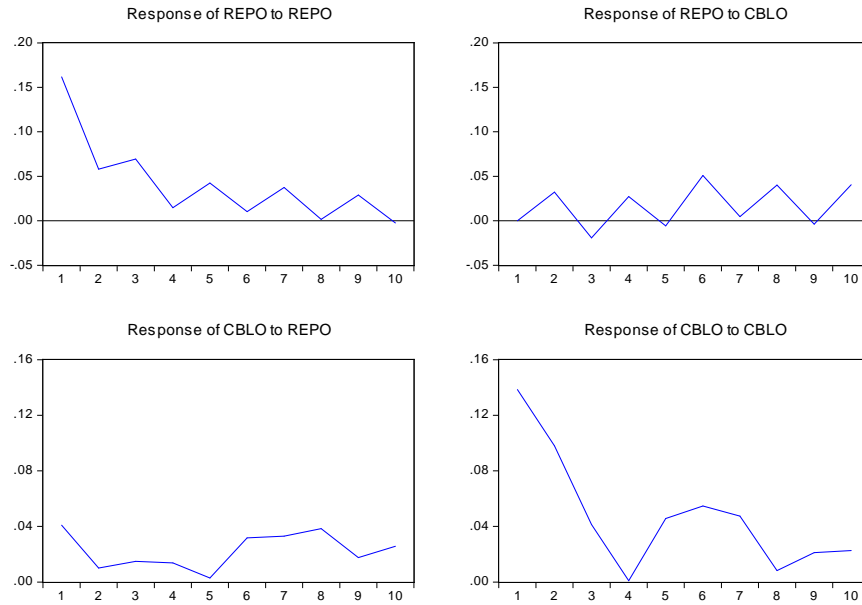 Response of REPO to REPO
.20
.15
.10
.05
.00
-.05
1 2 3 4 5 6 7 8 9 10
Response of REPO to CBLO
.20
.15
.10
.05
.00
-.05
1 2 3 4 5 6 7 8 9 10
Response of CBLO to REPO
.16
.12
.08
.04
.00
1 2 3 4 5 6 7 8 9 10
Response of CBLO to CBLO
.16
.12
.08
.04
.00
1 2 3 4 5 6 7 8 9 10